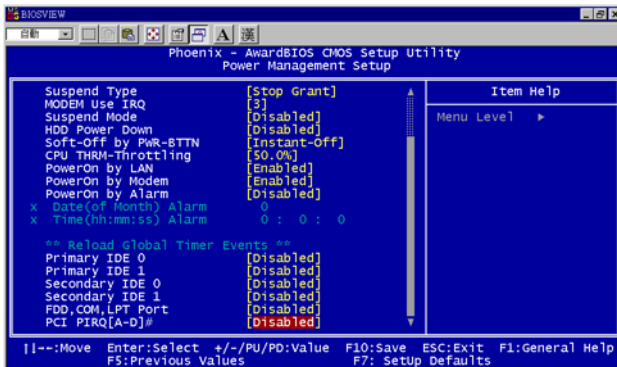 BIOSVIEW
自動
A 漢
Phoenix - AwardBIOS CMOS Setup Utility
Power Management Setup
Suspend Type [Stop Grant]
MODEM Use IRQ [3]
Suspend Mode [Disabled]
HDD Power Down [Disabled]
Soft-Off by PWR-BTTN [Instant-Off]
CPU THRM-Throttling [50.0%]
PowerOn by LAN [Enabled]
PowerOn by Modem [Enabled]
PowerOn by Alarm [Disabled]
x Date(of Month) Alarm 0
x Time(hh:mm:ss) Alarm 0 : 0 : 0
** Reload Global Timer Events **
Primary IDE 0 [Disabled]
Primary IDE 1 [Disabled]
Secondary IDE 0 [Disabled]
Secondary IDE 1 [Disabled]
FDD,COM,LPT Port [Disabled]
PCI PIRQ[A-D]# [Disabled]
Item Help
Menu Level ▶
:Move Enter:Select +/-/PU/PD:Value F10:Save ESC:Exit F1:General Help
F5:Previous Values F7: SetUp Defaults